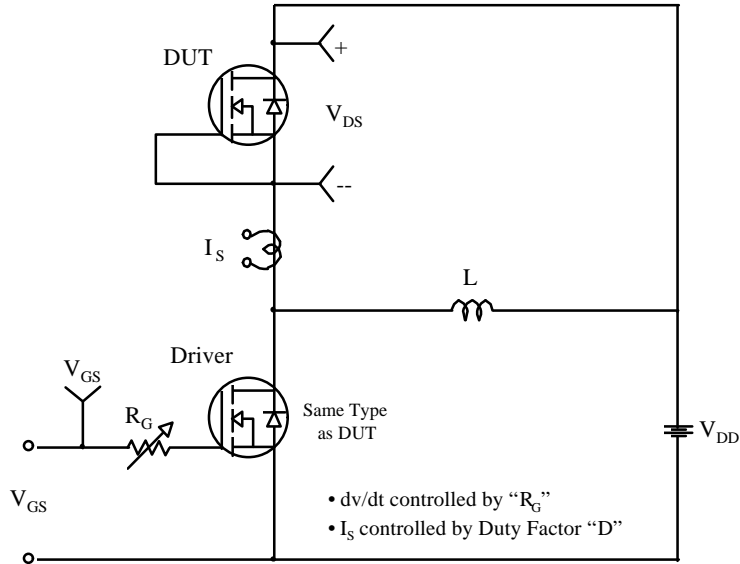 DUT
+
V_DS
--
I_S
L
Driver
V_GS
R_G
Same Type
as DUT
V_DD
V_GS
• dv/dt controlled by “R_G”
• I_S controlled by Duty Factor “D”